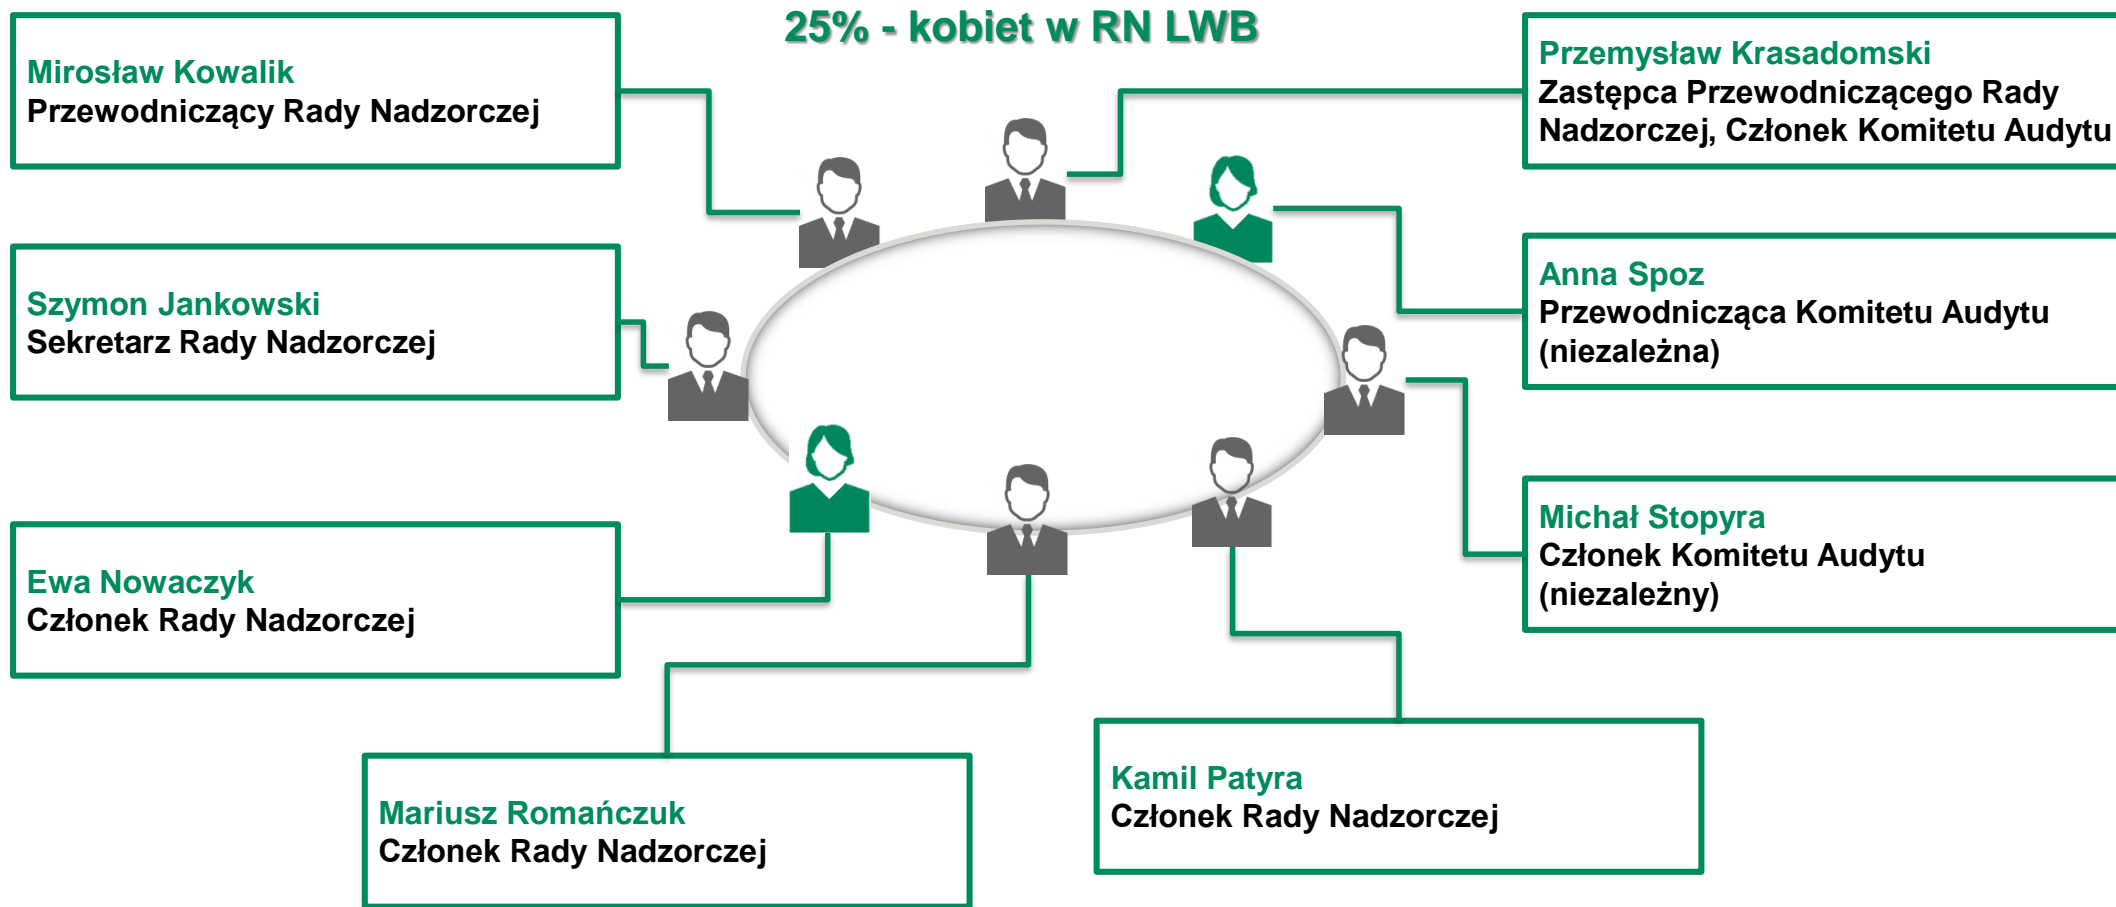 25% - kobiet w RN LWB
Mirosław Kowalik
Przewodniczący Rady Nadzorczej
Przemysław Krasadomski
Zastępca Przewodniczącego Rady
Nadzorczej, Członek Komitetu Audytu
Szymon Jankowski
Sekretarz Rady Nadzorczej
Anna Spoz
Przewodnicząca Komitetu Audytu
(niezależna)
Ewa Nowaczyk
Członek Rady Nadzorczej
Michał Stopyra
Członek Komitetu Audytu
(niezależny)
Mariusz Romańczuk
Członek Rady Nadzorczej
Kamil Patyra
Członek Rady Nadzorczej